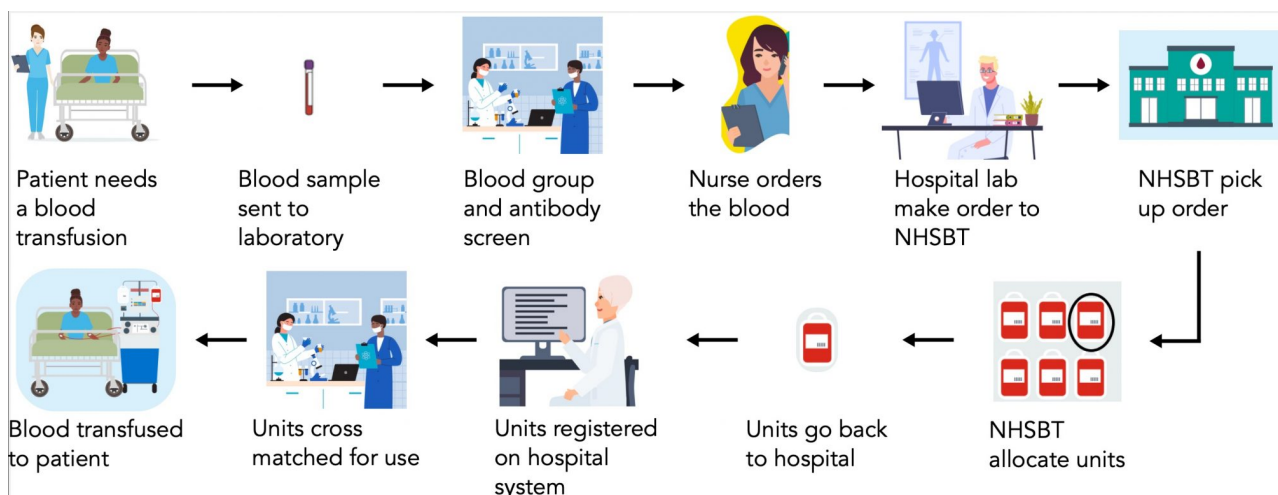 Patient needs
a blood
transfusion
Blood sample
sent to
laboratory
Blood group
and antibody
screen
Nurse orders
the blood
Hospital lab
make order to
NHSBT
NHSBT pick
up order
NHSBT
allocate units
Units go back
to hospital
Units registered
on hospital
system
Units cross
matched for use
Blood transfused
to patient